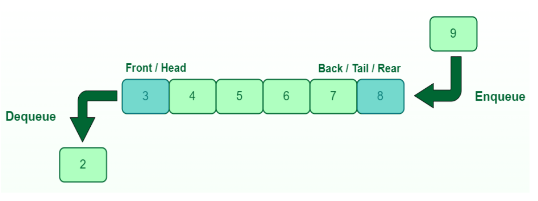 9
Front / Head
Back / Tail / Rear
3 4 5 6 7 8
Enqueue
Dequeue
2